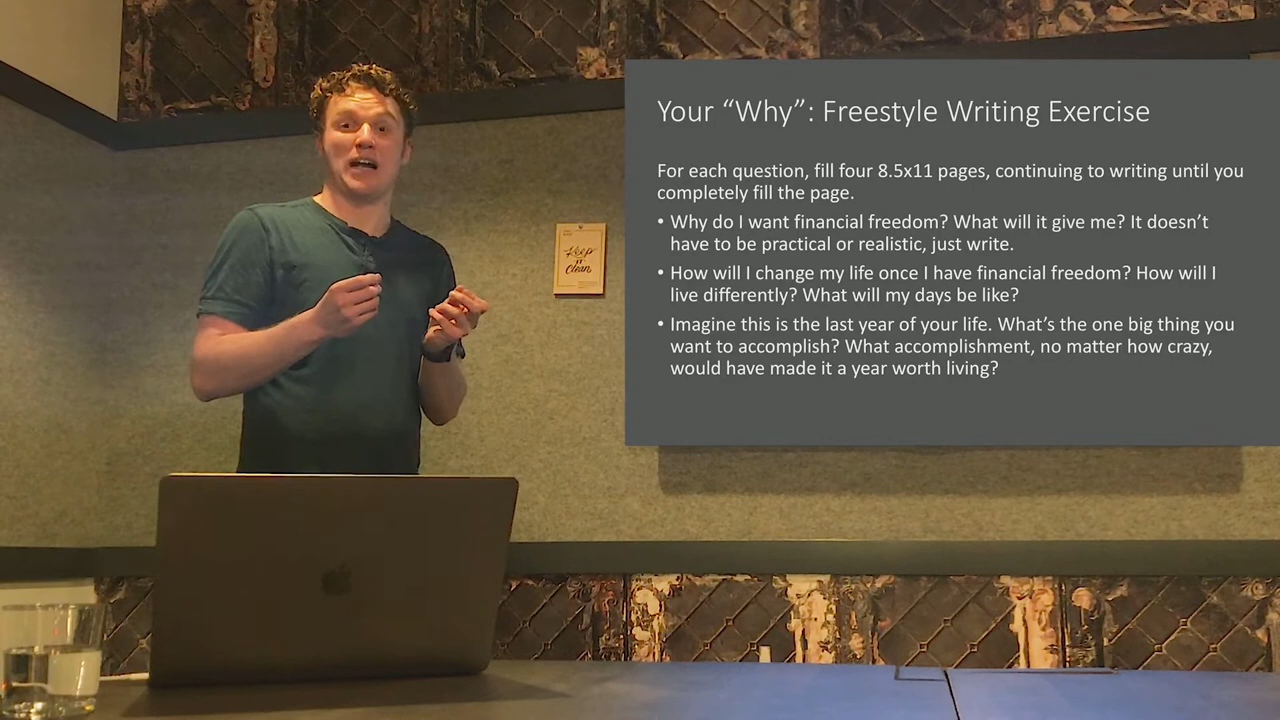 Your “Why”: Freestyle Writing Exercise
For each question, fill four 8.5x11 pages, continuing to writing until you
completely fill the page.
• Why do I want financial freedom? What will it give me? It doesn’t
have to be practical or realistic, just write.
• How will I change my life once I have financial freedom? How will I
live differently? What will my days be like?
• Imagine this is the last year of your life. What’s the one big thing you
want to accomplish? What accomplishment, no matter how crazy,
would have made it a year worth living?
Keep
IT
Clean